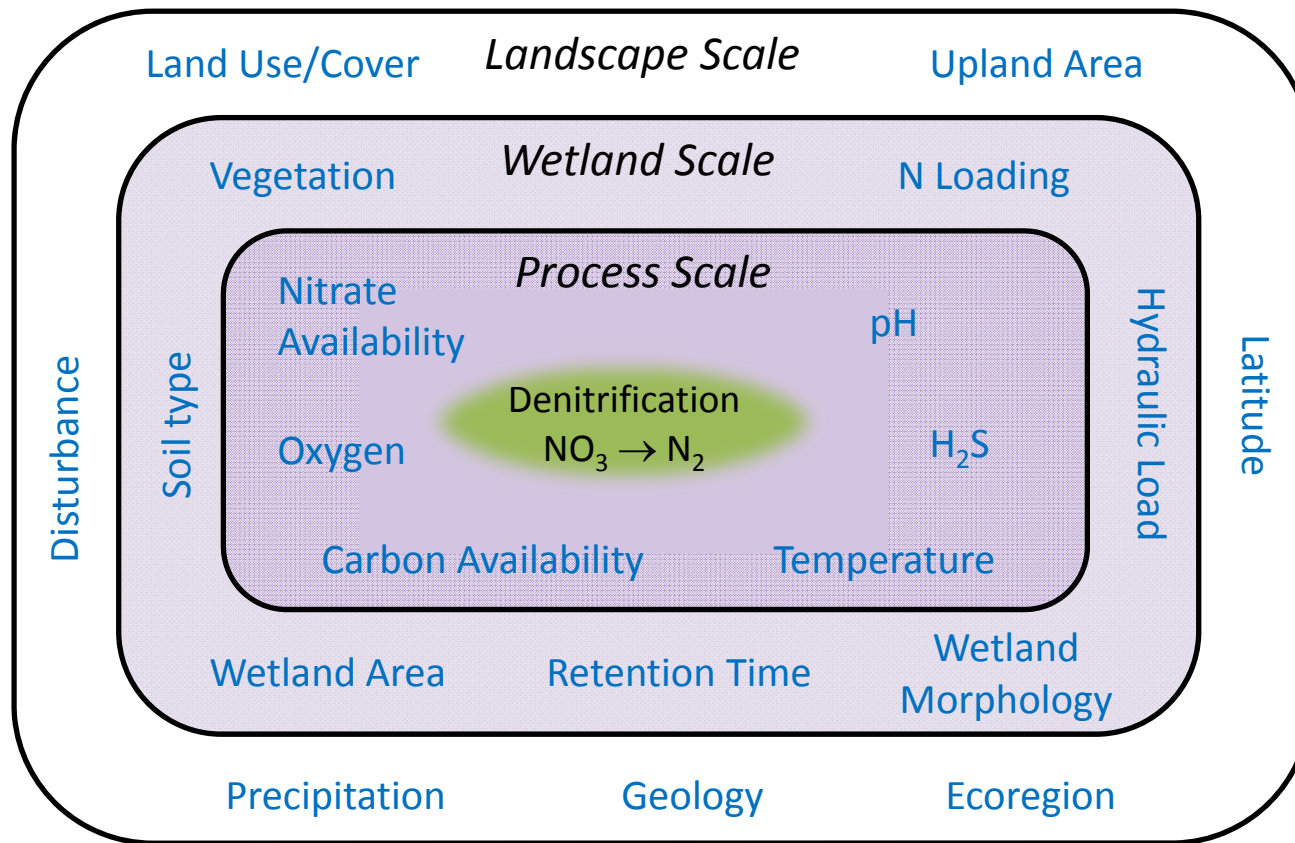 Land Use/Cover
Landscape Scale
Upland Area
Vegetation
Wetland Scale
N Loading
Process Scale
Nitrate
Availability
pH
Denitrification
NO₃ → N₂
Oxygen
H₂S
Carbon Availability
Temperature
Disturbance
Soil type
Hydraulic Load
Latitude
Wetland Area
Retention Time
Wetland
Morphology
Precipitation
Geology
Ecoregion